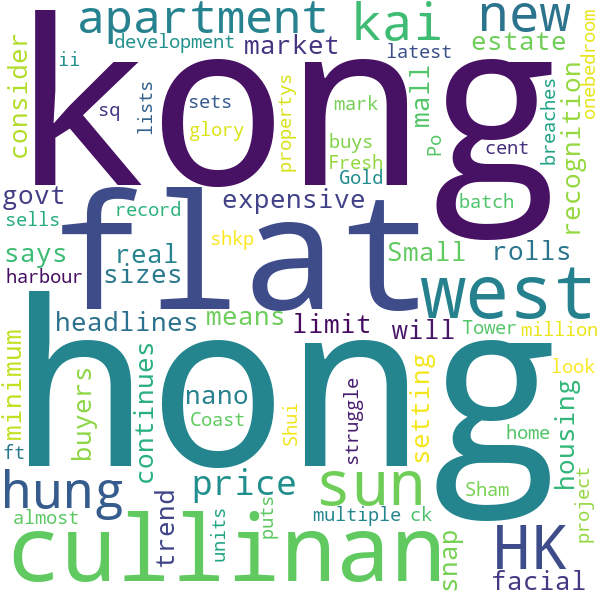 apartment
kai
new
development
market
latest
estate
ii
onebedroom
consider
kong
sq
lists
sets
glory
propertys
mark
buys
Fresh
Gold
mall
Po
cent
breaches
recognition
govt
flat
expensive
batch
sells
record
says
real
shkp
Small
rolls
harbour
sizes
west
headlines
means
limit
will
Tower
million
minimum
hong
buyers
continues
nano
Coast
Shui
struggle
setting
look
home
housing
ft
hung
price
sun
Sham
project
almost
trend
units
puts
multiple
ck
snap
HK
cullinan
facial